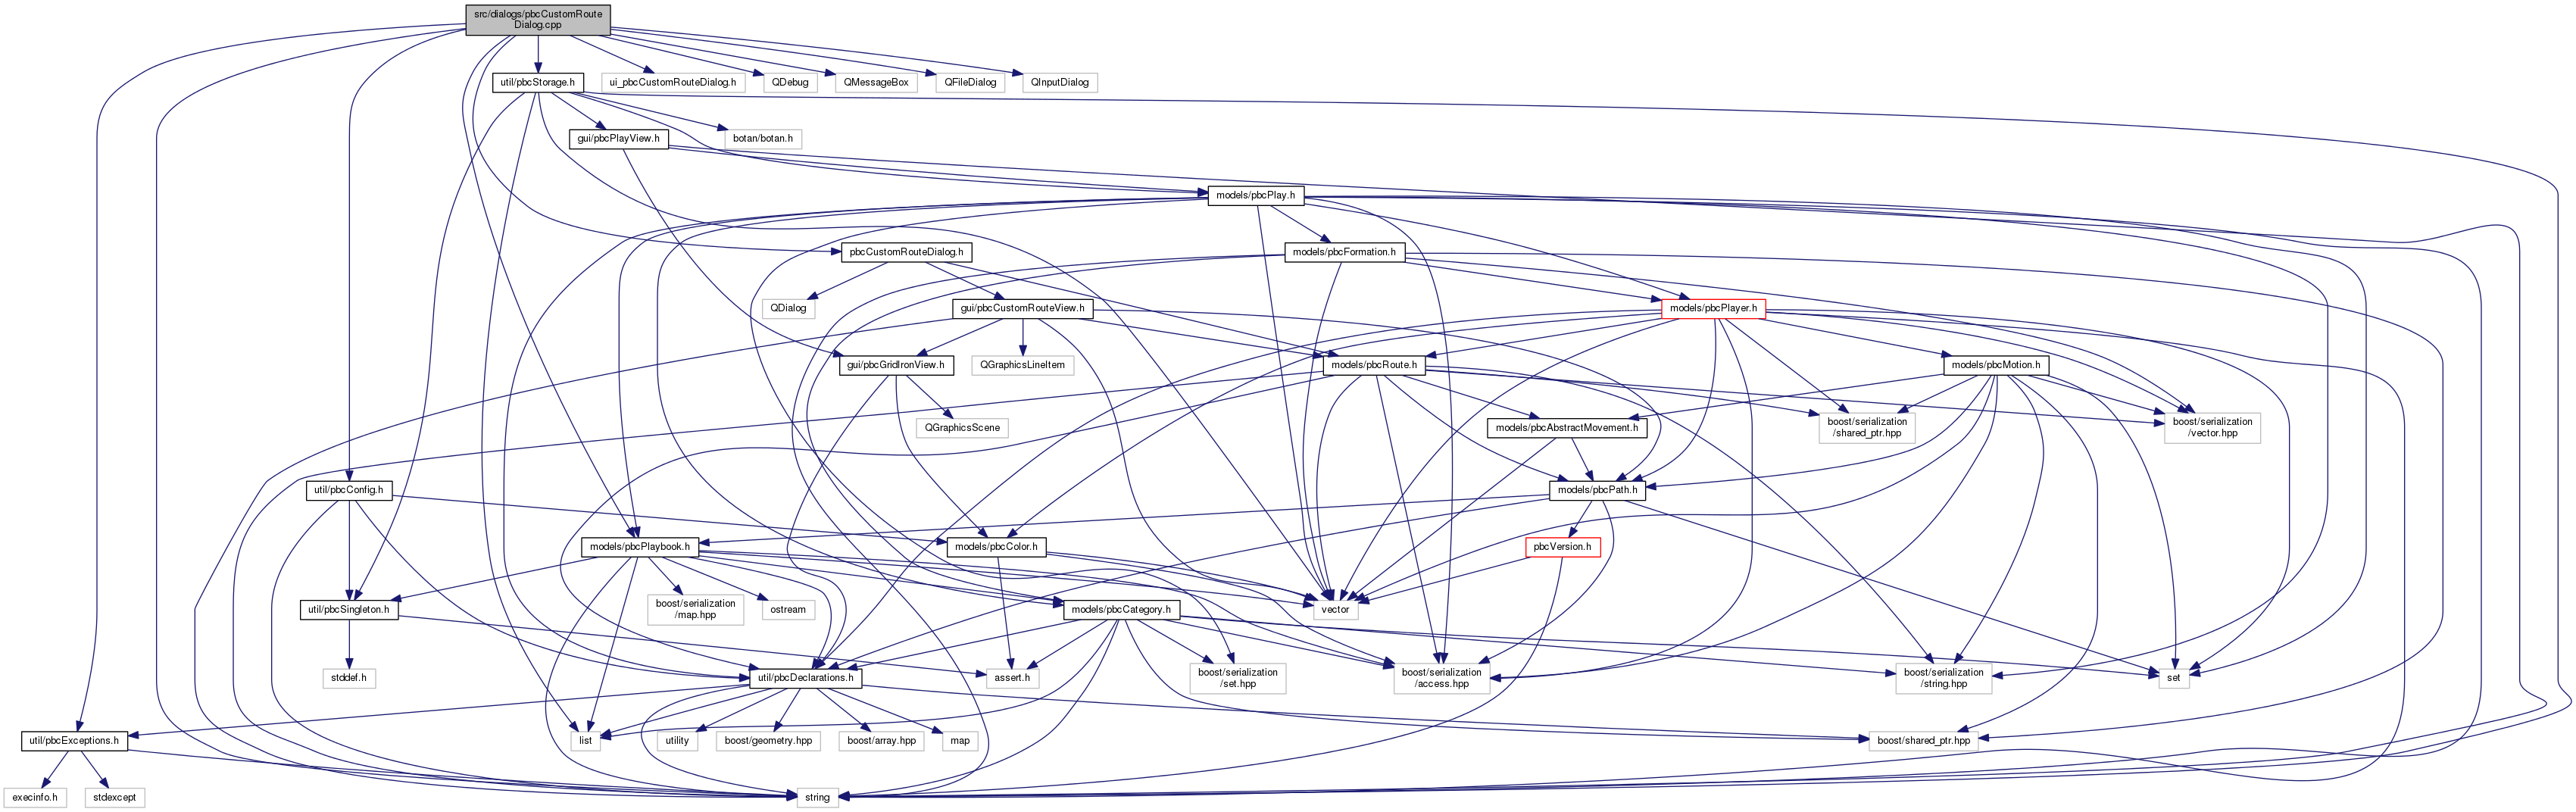 src/dialogs/pbcCustomRoute
Dialog.cpp
util/pbcStorage.h
ui_pbcCustomRouteDialog.h
QDebug
QMessageBox
QFileDialog
QInputDialog
gui/pbcPlayView.h
botan/botan.h
models/pbcPlay.h
pbcCustomRouteDialog.h
models/pbcFormation.h
QDialog
gui/pbcCustomRouteView.h
models/pbcPlayer.h
gui/pbcGridIronView.h
QGraphicsLineItem
models/pbcRoute.h
models/pbcMotion.h
QGraphicsScene
models/pbcAbstractMovement.h
boost/serialization
/shared_ptr.hpp
boost/serialization
/vector.hpp
util/pbcConfig.h
models/pbcPath.h
models/pbcPlaybook.h
models/pbcColor.h
pbcVersion.h
util/pbcSingleton.h
boost/serialization
/map.hpp
ostream
models/pbcCategory.h
vector
stddef.h
util/pbcDeclarations.h
assert.h
boost/serialization
/set.hpp
boost/serialization
/access.hpp
boost/serialization
/string.hpp
set
util/pbcExceptions.h
list
utility
boost/geometry.hpp
boost/array.hpp
map
boost/shared_ptr.hpp
execinfo.h
stdexcept
string